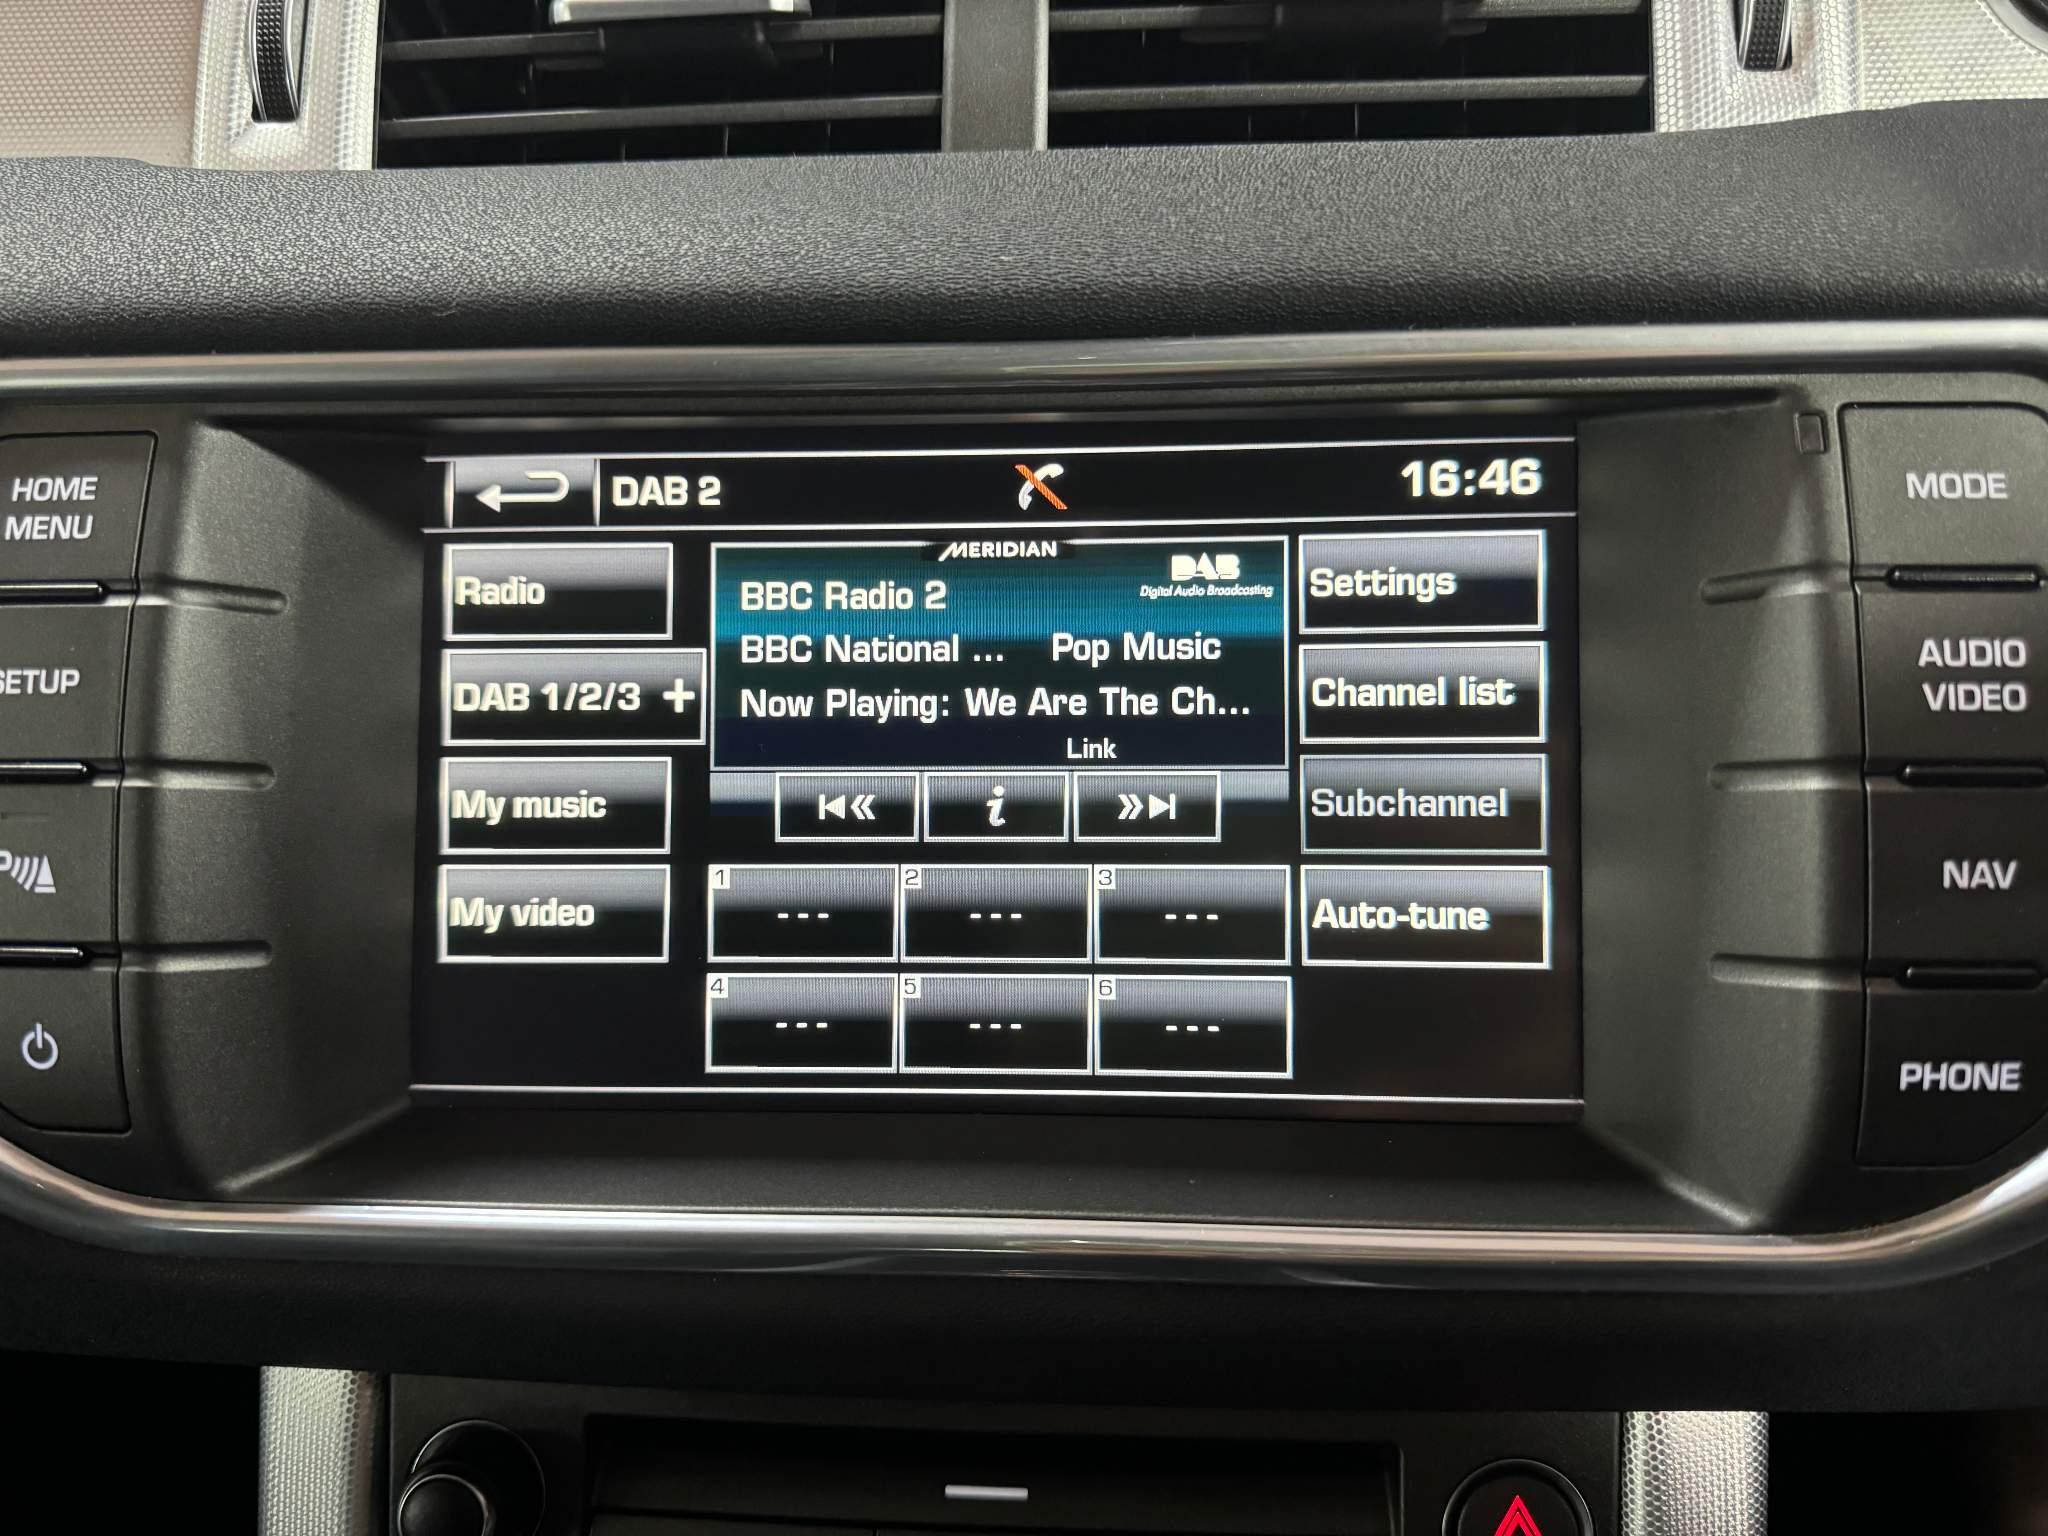 HOME
MENU
SETUP
P
DAB 2
16:46
Radio
DAB 1/2/3 +
My music
My video
MERIDIAN
DAB
Digital Audio Broadcasting
BBC Radio 2
BBC National ... Pop Music
Now Playing: We Are The Ch...
Link
i
1 ---
2 ---
3 ---
4 ---
5 ---
6 ---
Settings
Channel list
Subchannel
Auto-tune
MODE
AUDIO
VIDEO
NAV
PHONE